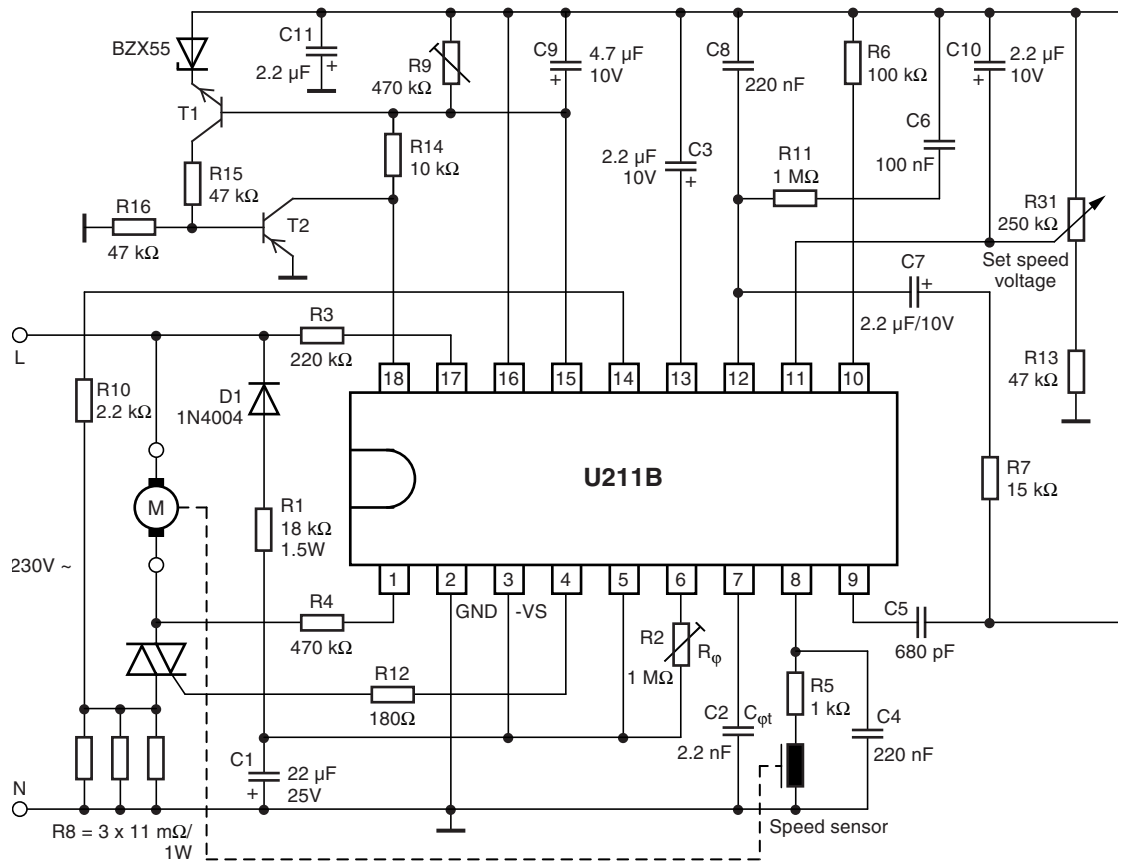 C11
2.2 μF
+
BZX55
T1
R9
470 kΩ
C9
4.7 μF
10V
+
C8
220 nF
R6
100 kΩ
C10
2.2 μF
10V
+
C6
100 nF
R14
10 kΩ
R15
47 kΩ
2.2 μF
10V
C3
+
R11
1 MΩ
R16
47 kΩ
T2
R31
250 kΩ
Set speed
voltage
C7
+
2.2 μF/10V
L
R3
220 kΩ
R10
2.2 kΩ
D1
1N4004
R13
47 kΩ
18
17
16
15
14
13
12
11
10
U211B
R7
15 kΩ
M
R1
18 kΩ
1.5W
230V ~
1
2
3
4
5
6
7
8
9
GND
-VS
R4
470 kΩ
C5
680 pF
R2
Rφ
1 MΩ
R12
180Ω
R5
1 kΩ
C4
220 nF
C2
Cφt
2.2 nF
C1
22 μF
25V
+
N
R8 = 3 x 11 mΩ/
1W
Speed sensor